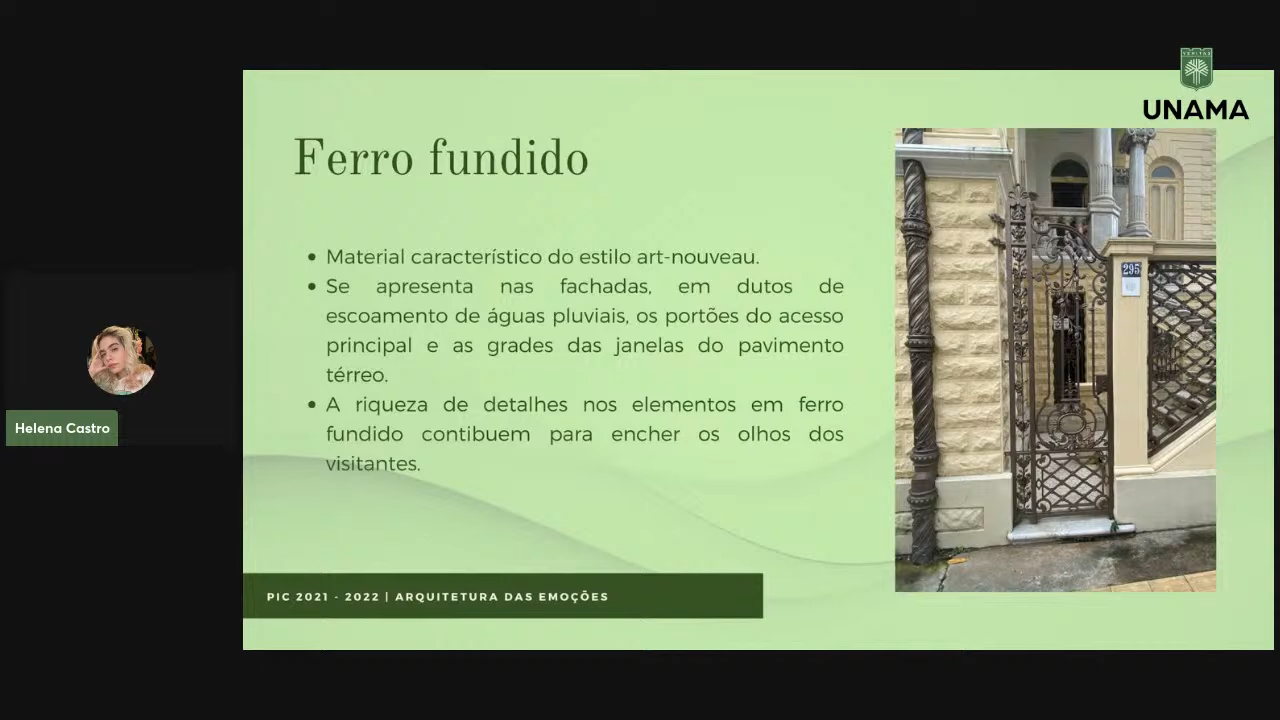 VERITAS
UNAMA
Ferro fundido
295
• Material característico do estilo art-nouveau.
• Se apresenta nas fachadas, em dutos de
escoamento de águas pluviais, os portões do acesso
principal e as grades das janelas do pavimento
térreo.
• A riqueza de detalhes nos elementos em ferro
fundido contibuem para encher os olhos dos
visitantes.
Helena Castro
PIC 2021 - 2022 | ARQUITETURA DAS EMOÇÕES